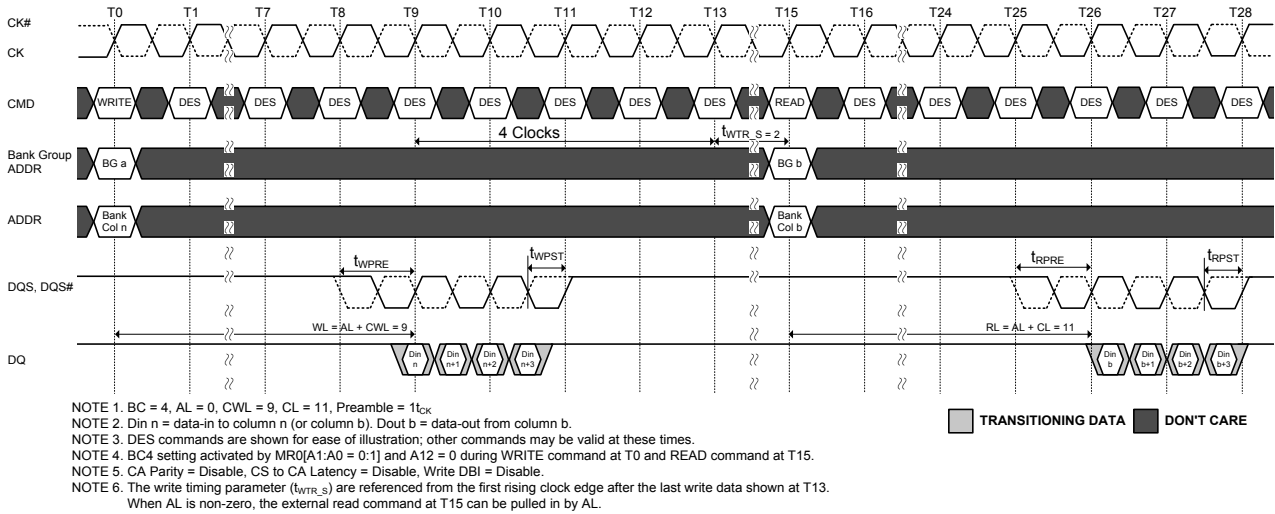 T0 T1 T7 T8 T9 T10 T11 T12 T13 T15 T16 T24 T25 T26 T27 T28
CK#
CK
CMD WRITE DES DES DES DES DES DES DES DES READ DES DES DES DES DES DES
4 Clocks tWTR_S = 2
Bank Group
ADDR
BG a BG b
ADDR
Bank
Col n
Bank
Col b
tWPRE tWPST tRPRE tRPST
DQS, DQS#
WL = AL + CWL = 9 RL = AL + CL = 11
DQ
Din
n
Din
n+1
Din
n+2
Din
n+3
Din
b
Din
b+1
Din
b+2
Din
b+3
NOTE 1. BC = 4, AL = 0, CWL = 9, CL = 11, Preamble = 1tCK
NOTE 2. Din n = data-in to column n (or column b). Dout b = data-out from column b.
NOTE 3. DES commands are shown for ease of illustration; other commands may be valid at these times.
NOTE 4. BC4 setting activated by MR0[A1:A0 = 0:1] and A12 = 0 during WRITE command at T0 and READ command at T15.
NOTE 5. CA Parity = Disable, CS to CA Latency = Disable, Write DBI = Disable.
NOTE 6. The write timing parameter (tWTR_S) are referenced from the first rising clock edge after the last write data shown at T13.
When AL is non-zero, the external read command at T15 can be pulled in by AL.
TRANSITIONING DATA DON'T CARE